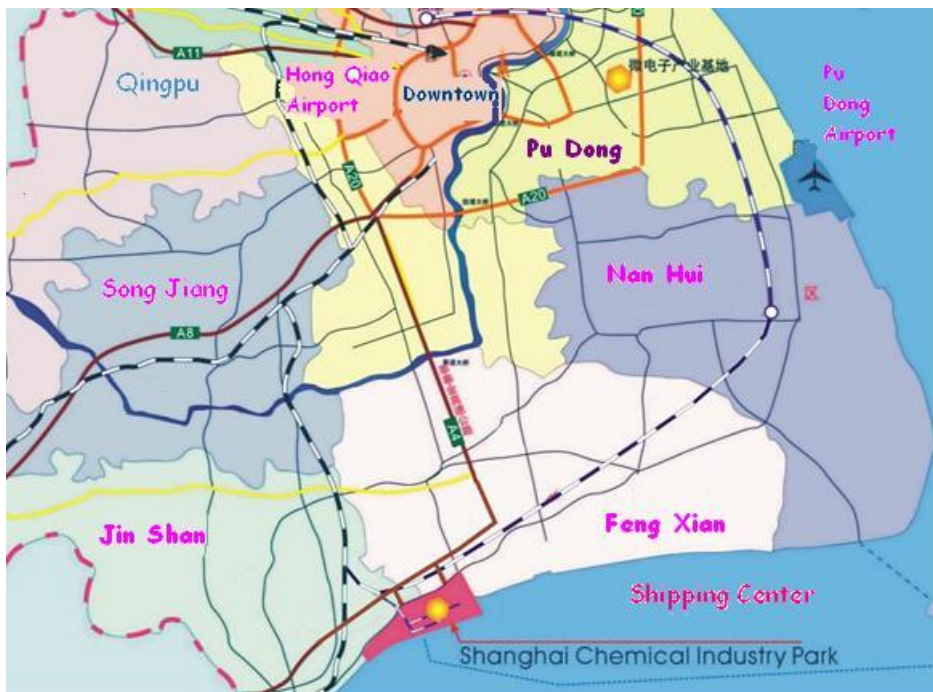 A11
Qingpu
Hong Qiao
Airport
Downtown
微电子产业基地
Pu
Dong
Airport
Pu Dong
A20
A20
Song Jiang
Nan Hui
区
A8
A4
Jin Shan
Feng Xian
Shipping Center
Shanghai Chemical Industry Park